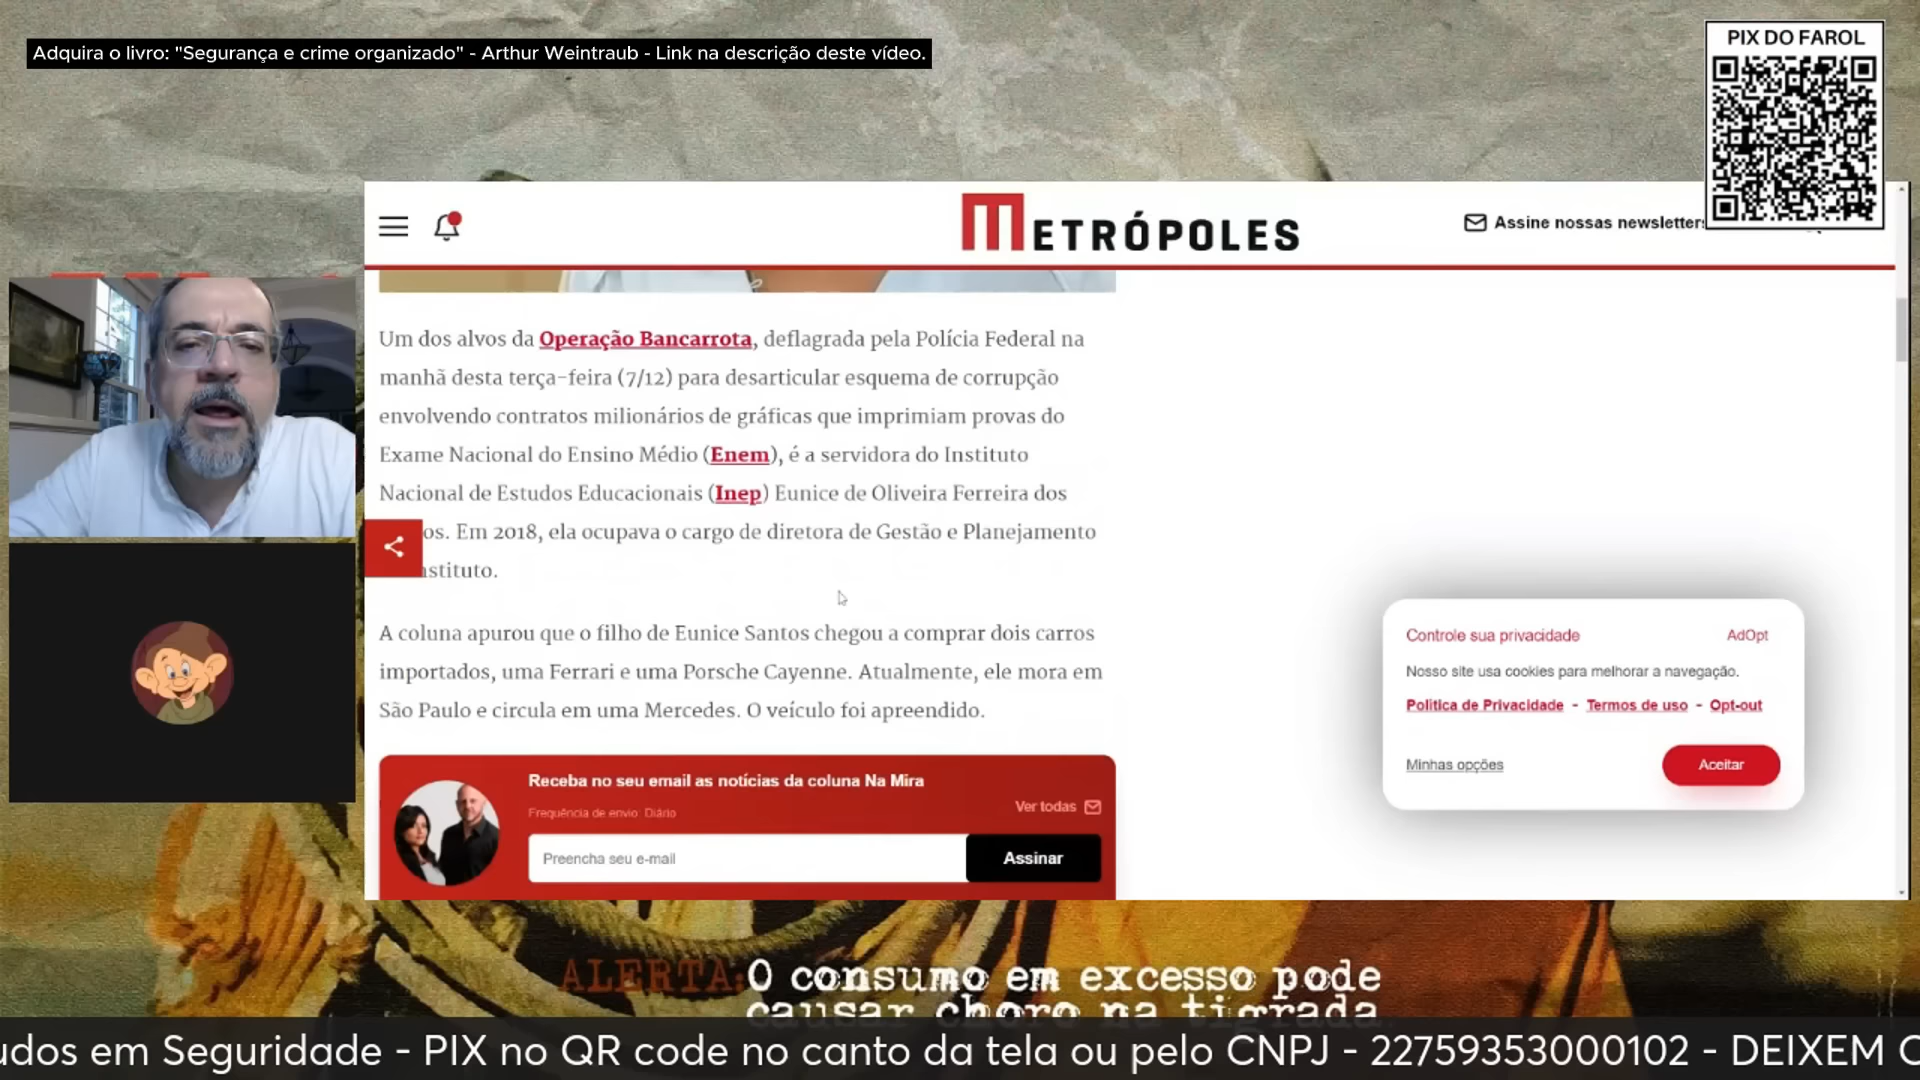 Adquira o livro: "Segurança e crime organizado" - Arthur Weintraub - Link na descrição deste vídeo.
PIX DO FAROL
METRÓPOLES
Assine nossas newsletters
Um dos alvos da Operação Bancarrota, deflagrada pela Polícia Federal na
manhã desta terça-feira (7/12) para desarticular esquema de corrupção
envolvendo contratos milionários de gráficas que imprimiam provas do
Exame Nacional do Ensino Médio (Enem), é a servidora do Instituto
Nacional de Estudos Educacionais (Inep) Eunice de Oliveira Ferreira dos
os. Em 2018, ela ocupava o cargo de diretora de Gestão e Planejamento
stituto.
A coluna apurou que o filho de Eunice Santos chegou a comprar dois carros
importados, uma Ferrari e uma Porsche Cayenne. Atualmente, ele mora em
São Paulo e circula em uma Mercedes. O veículo foi apreendido.
Receba no seu email as notícias da coluna Na Mira
Frequência de envio: Diário
Ver todas
Preencha seu e-mail
Assinar
Controle sua privacidade
AdOpt
Nosso site usa cookies para melhorar a navegação.
Política de Privacidade - Termos de uso - Opt-out
Minhas opções
Aceitar
ALERTA: O consumo em excesso pode
causar choro na tigrada
udos em Seguridade - PIX no QR code no canto da tela ou pelo CNPJ - 22759353000102 - DEIXEM